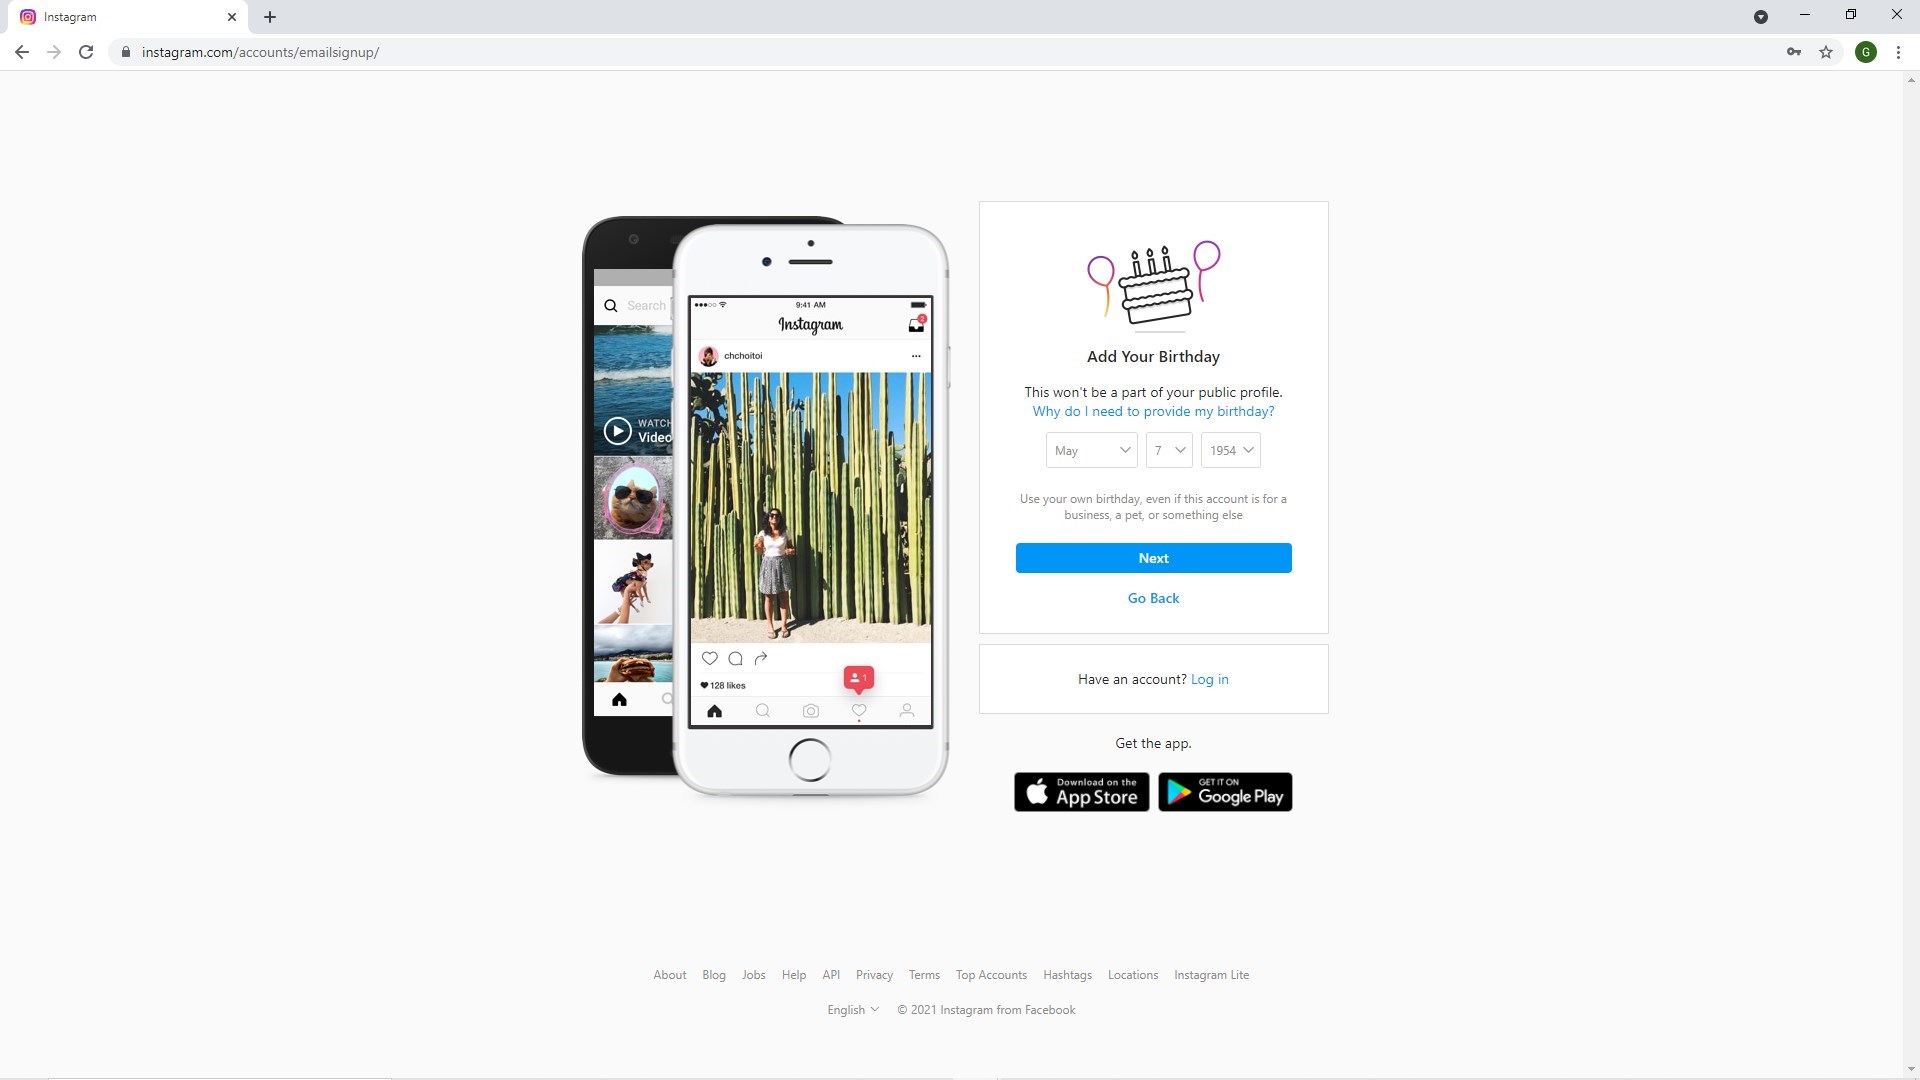 Instagram
instagram.com/accounts/emailsignup/
G
Search
WATCH
Video
9:41 AM
Instagram
2
chchoitoi
1
128 likes
Add Your Birthday
This won't be a part of your public profile.
Why do I need to provide my birthday?
May 7 1954
Use your own birthday, even if this account is for a
business, a pet, or something else
Next
Go Back
Have an account? Log in
Get the app.
Download on the
App Store
GET IT ON
Google Play
About Blog Jobs Help API Privacy Terms Top Accounts Hashtags Locations Instagram Lite
English © 2021 Instagram from Facebook